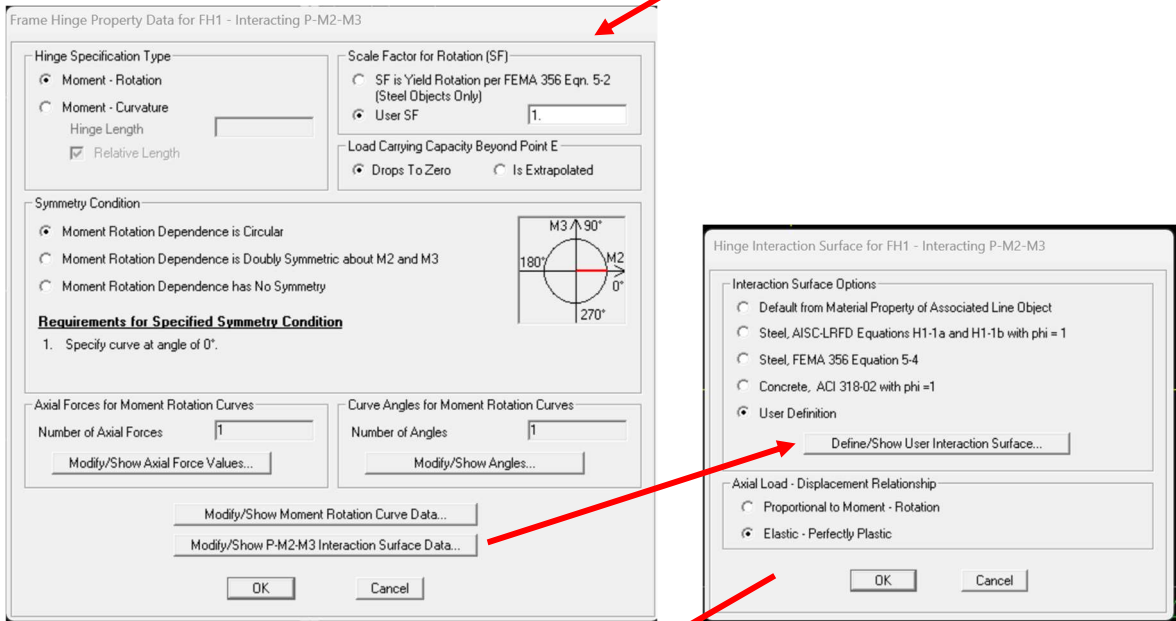 Frame Hinge Property Data for FH1 - Interacting P-M2-M3
Hinge Specification Type
Moment - Rotation
Moment - Curvature
Hinge Length
Relative Length
Scale Factor for Rotation (SF)
SF is Yield Rotation per FEMA 356 Eqn. 5-2
(Steel Objects Only)
User SF
1.
Load Carrying Capacity Beyond Point E
Drops To Zero
Is Extrapolated
Symmetry Condition
Moment Rotation Dependence is Circular
Moment Rotation Dependence is Doubly Symmetric about M2 and M3
Moment Rotation Dependence has No Symmetry
Requirements for Specified Symmetry Condition
1. Specify curve at angle of 0°.
M3 90°
180° M2
0°
270°
Axial Forces for Moment Rotation Curves
Number of Axial Forces 1
Modify/Show Axial Force Values...
Curve Angles for Moment Rotation Curves
Number of Angles 1
Modify/Show Angles...
Modify/Show Moment Rotation Curve Data...
Modify/Show P-M2-M3 Interaction Surface Data...
OK Cancel
Hinge Interaction Surface for FH1 - Interacting P-M2-M3
Interaction Surface Options
Default from Material Property of Associated Line Object
Steel, AISC-LRFD Equations H1-1a and H1-1b with phi = 1
Steel, FEMA 356 Equation 5-4
Concrete, ACI 318-02 with phi =1
User Definition
Define/Show User Interaction Surface...
Axial Load - Displacement Relationship
Proportional to Moment - Rotation
Elastic - Perfectly Plastic
OK Cancel